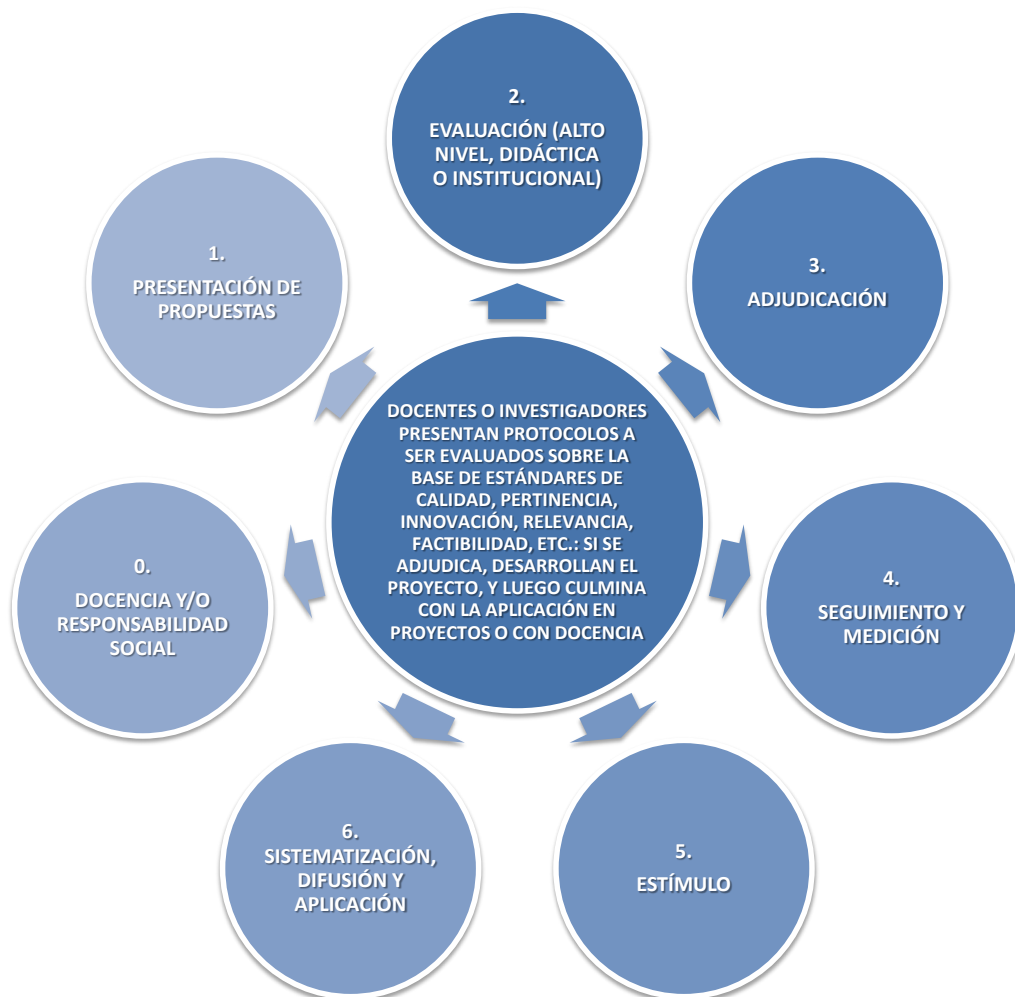 2.
EVALUACIÓN (ALTO
NIVEL, DIDÁCTICA
O INSTITUCIONAL)
1.
PRESENTACIÓN DE
PROPUESTAS
3.
ADJUDICACIÓN
DOCENTES O INVESTIGADORES
PRESENTAN PROTOCOLOS A
SER EVALUADOS SOBRE LA
BASE DE ESTÁNDARES DE
CALIDAD, PERTINENCIA,
INNOVACIÓN, RELEVANCIA,
FACTIBILIDAD, ETC.: SI SE
ADJUDICA, DESARROLLAN EL
PROYECTO, Y LUEGO CULMINA
CON LA APLICACIÓN EN
PROYECTOS O CON DOCENCIA
0.
DOCENCIA Y/O
RESPONSABILIDAD
SOCIAL
4.
SEGUIMIENTO Y
MEDICIÓN
6.
SISTEMATIZACIÓN,
DIFUSIÓN Y
APLICACIÓN
5.
ESTÍMULO